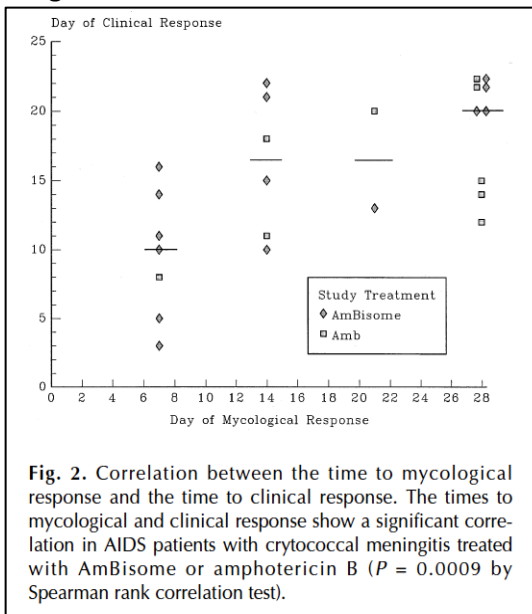 Day of Clinical Response
25
20
15
10
5
0
0 2 4 6 8 10 12 14 16 18 20 22 24 26 28
Day of Mycological Response
Study Treatment
AmBisome
Amb
Fig. 2. Correlation between the time to mycological
response and the time to clinical response. The times to
mycological and clinical response show a significant corre-
lation in AIDS patients with crytococcal meningitis treated
with AmBisome or amphotericin B (P = 0.0009 by
Spearman rank correlation test).